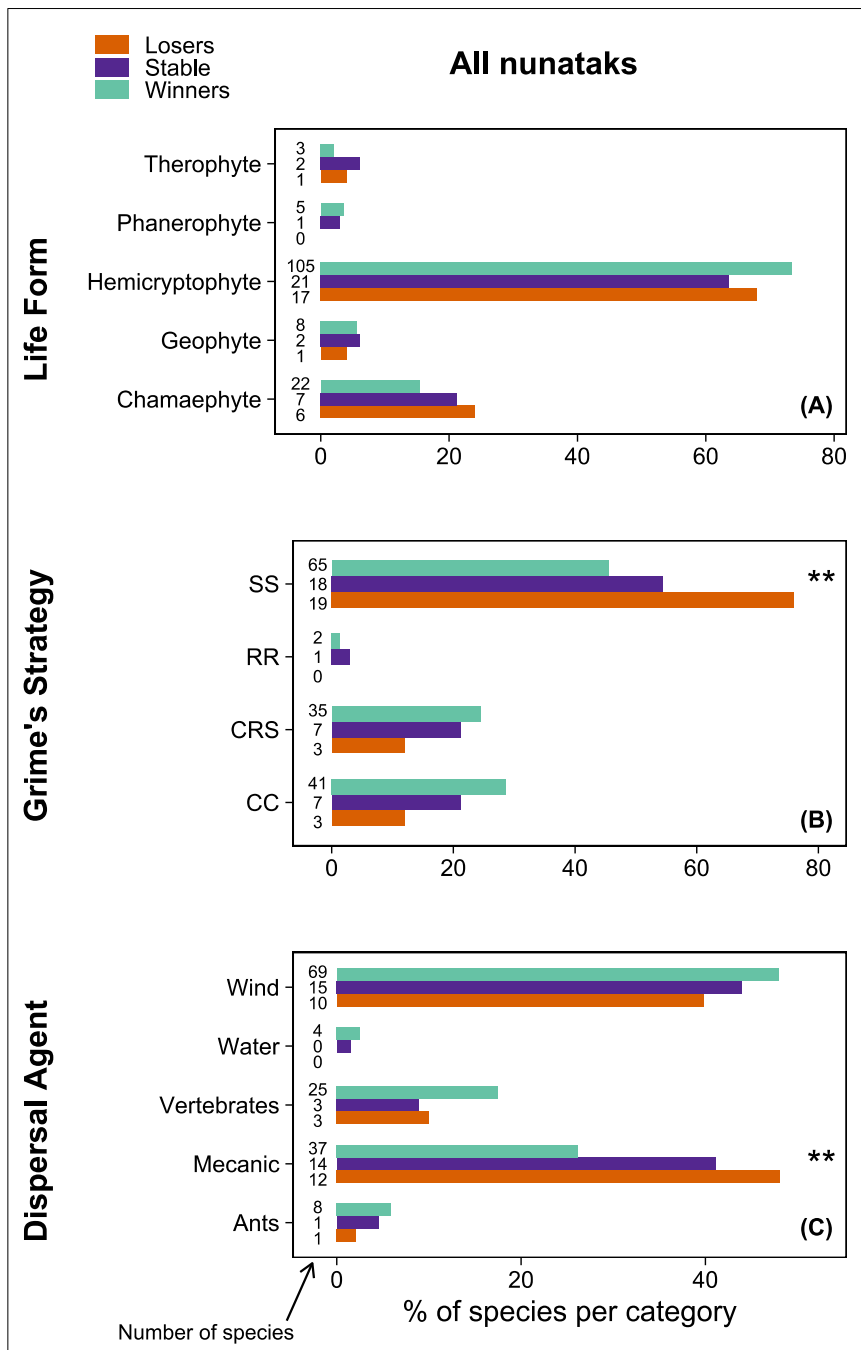 Losers
Stable
Winners
All nunataks
Life Form
Therophyte
3
2
1
Phanerophyte
5
1
0
Hemicryptophyte
105
21
17
Geophyte
8
2
1
Chamaephyte
22
7
6
(A)
0 20 40 60 80
Grime's Strategy
SS
65
18
19
**
RR
2
1
0
CRS
35
7
3
CC
41
7
3
(B)
0 20 40 60 80
Dispersal Agent
Wind
69
15
10
Water
4
0
0
Vertebrates
25
3
3
Mecanic
37
14
12
**
Ants
8
1
1
(C)
0 20 40
% of species per category
Number of species